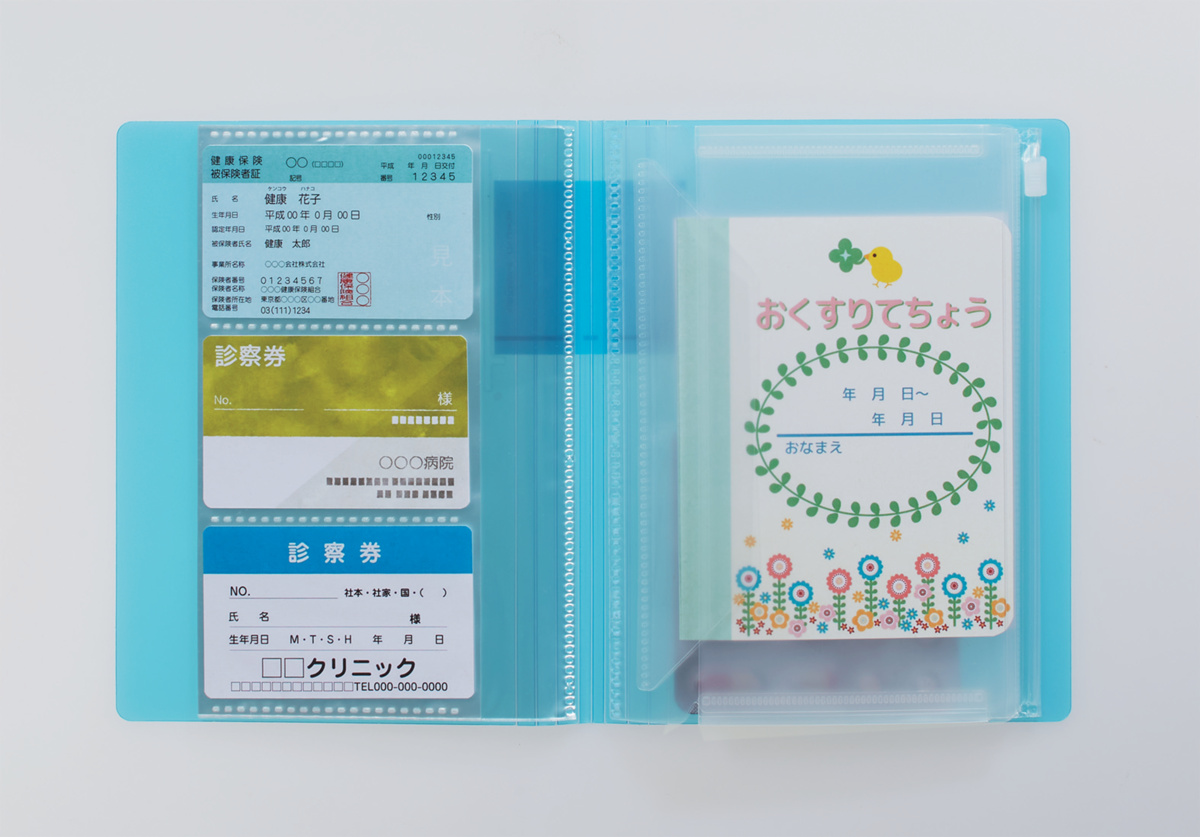 健康保険 ○○(□□□□) 00012345
被保険者証 記号 平成 年 月 日交付
番号 12345
ケンコウ ハナコ
氏 名 健康 花子
生年月日 平成00年 0月 00日 性別
認定年月日 平成00年 0月 00日
被保険者氏名 健康 太郎
見本
事業所名称 ○○○会社株式会社
保険者番号 01234567
保険者名称 ○○○健康保険組合
保険者所在地 東京都○○○区○○番地
電話番号 03(111)1234
診察券
No. 様
○○○病院
診察券
NO. 社本・社家・国・( )
氏 名 様
生年月日 M・T・S・H 年 月 日
□□クリニック
□□□□□□□□□□□□TEL000-000-0000
おくすりてちょう
年 月 日〜
年 月 日
おなまえ